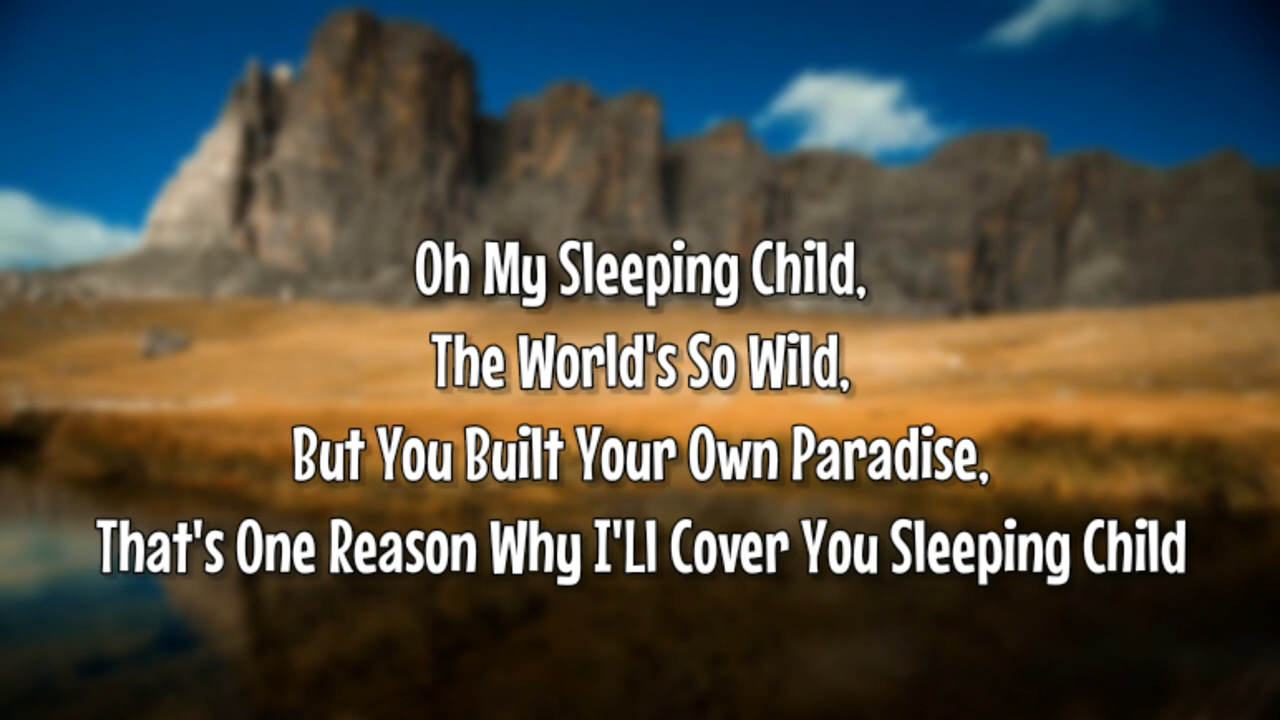 Oh My Sleeping Child,
The World's So Wild,
But You Built Your Own Paradise,
That's One Reason Why I'Ll Cover You Sleeping Child